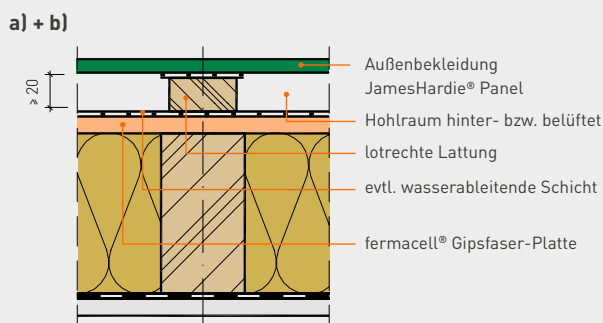 a) + b)
≥ 20
Außenbekleidung
JamesHardie® Panel
Hohlraum hinter- bzw. belüftet
lotrechte Lattung
evtl. wasserableitende Schicht
fermacell® Gipsfaser-Platte